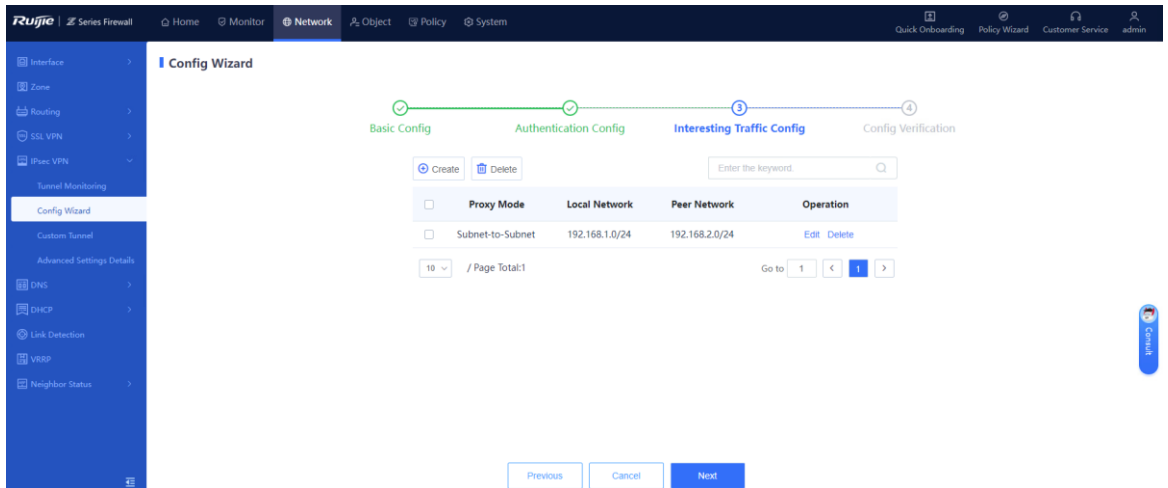 Ruijie | Z Series Firewall
Home Monitor Network Object Policy System
Quick Onboarding Policy Wizard Customer Service admin
Interface
Zone
Routing
SSL VPN
IPsec VPN
Tunnel Monitoring
Config Wizard
Custom Tunnel
Advanced Settings Details
DNS
DHCP
Link Detection
VRRP
Neighbor Status
Config Wizard
3 4
Basic Config Authentication Config Interesting Traffic Config Config Verification
Create Delete Enter the keyword.
Proxy Mode Local Network Peer Network Operation
Subnet-to-Subnet 192.168.1.0/24 192.168.2.0/24 Edit Delete
10 / Page Total:1 Go to 1 < 1 >
Consult
Previous Cancel Next